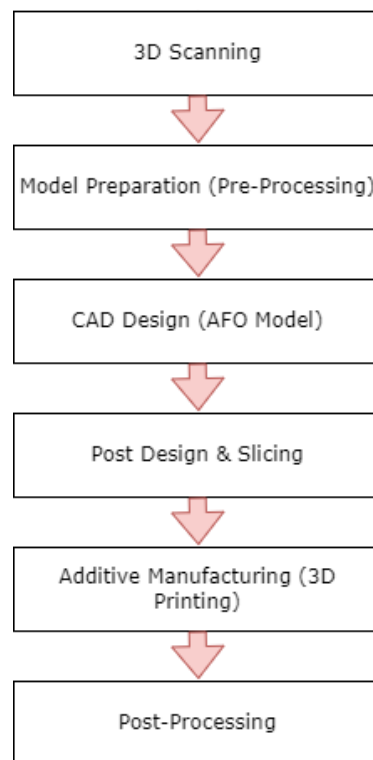 3D Scanning
Model Preparation (Pre-Processing)
CAD Design (AFO Model)
Post Design & Slicing
Additive Manufacturing (3D
Printing)
Post-Processing